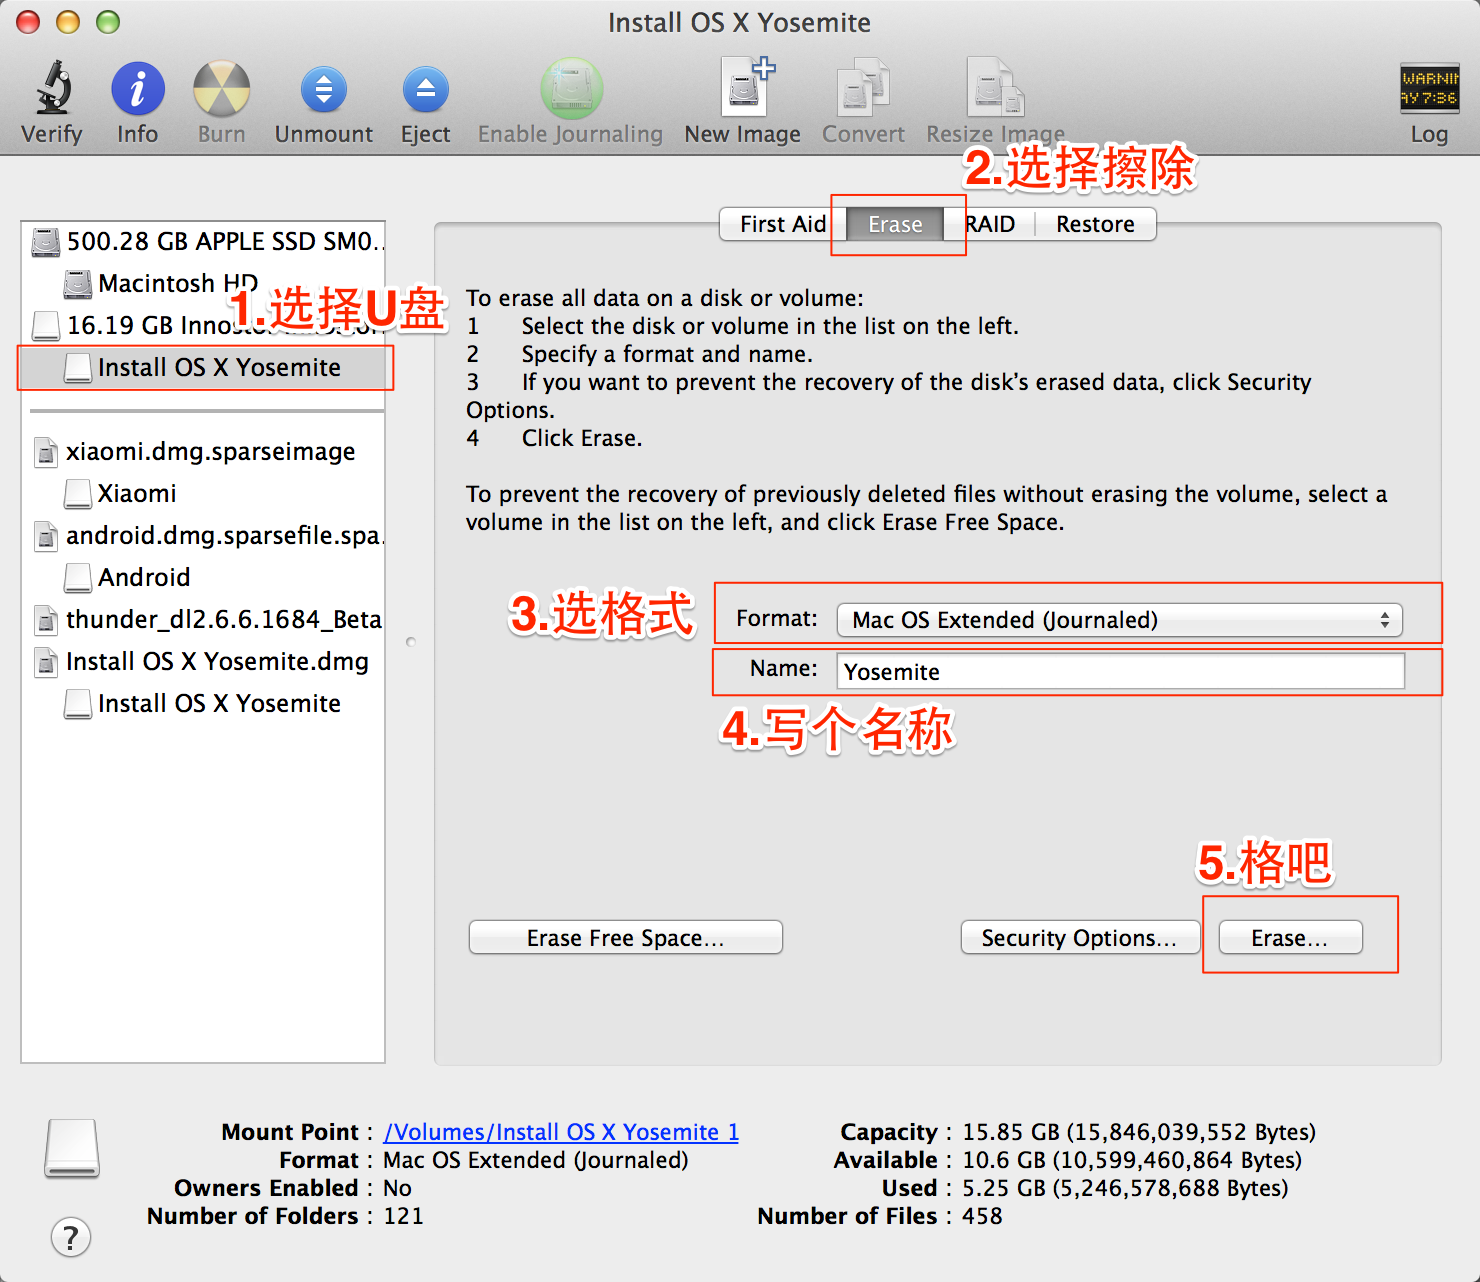 Install OS X Yosemite
Verify
Info
Burn
Unmount
Eject
Enable Journaling
New Image
Convert
Resize Image
WARNIN
AY 7:36
Log
2.选择擦除
First Aid
Erase
RAID
Restore
500.28 GB APPLE SSD SM0...
Macintosh HD
1.选择U盘
16.19 GB
Install OS X Yosemite
xiaomi.dmg.sparseimage
Xiaomi
android.dmg.sparsefile.spa...
Android
thunder_dl2.6.6.1684_Beta
Install OS X Yosemite.dmg
Install OS X Yosemite
To erase all data on a disk or volume:
1 Select the disk or volume in the list on the left.
2 Specify a format and name.
3 If you want to prevent the recovery of the disk’s erased data, click Security
Options.
4 Click Erase.
To prevent the recovery of previously deleted files without erasing the volume, select a
volume in the list on the left, and click Erase Free Space.
3.选格式
Format: Mac OS Extended (Journaled)
Name: Yosemite
4.写个名称
5.格吧
Erase Free Space...
Security Options...
Erase...
Mount Point : /Volumes/Install OS X Yosemite 1
Format : Mac OS Extended (Journaled)
Owners Enabled : No
Number of Folders : 121
Capacity : 15.85 GB (15,846,039,552 Bytes)
Available : 10.6 GB (10,599,460,864 Bytes)
Used : 5.25 GB (5,246,578,688 Bytes)
Number of Files : 458
?